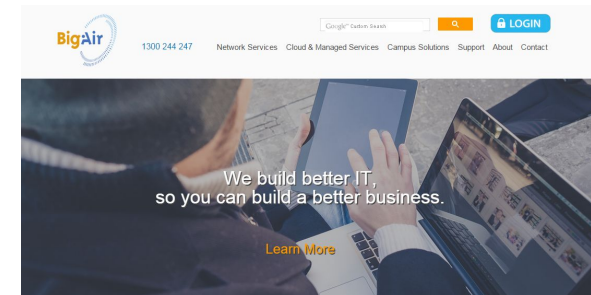 BigAir
1300 244 247
Google™ Custom Search
LOGIN
Network Services Cloud & Managed Services Campus Solutions Support About Contact
We build better IT,
so you can build a better business.
Learn More